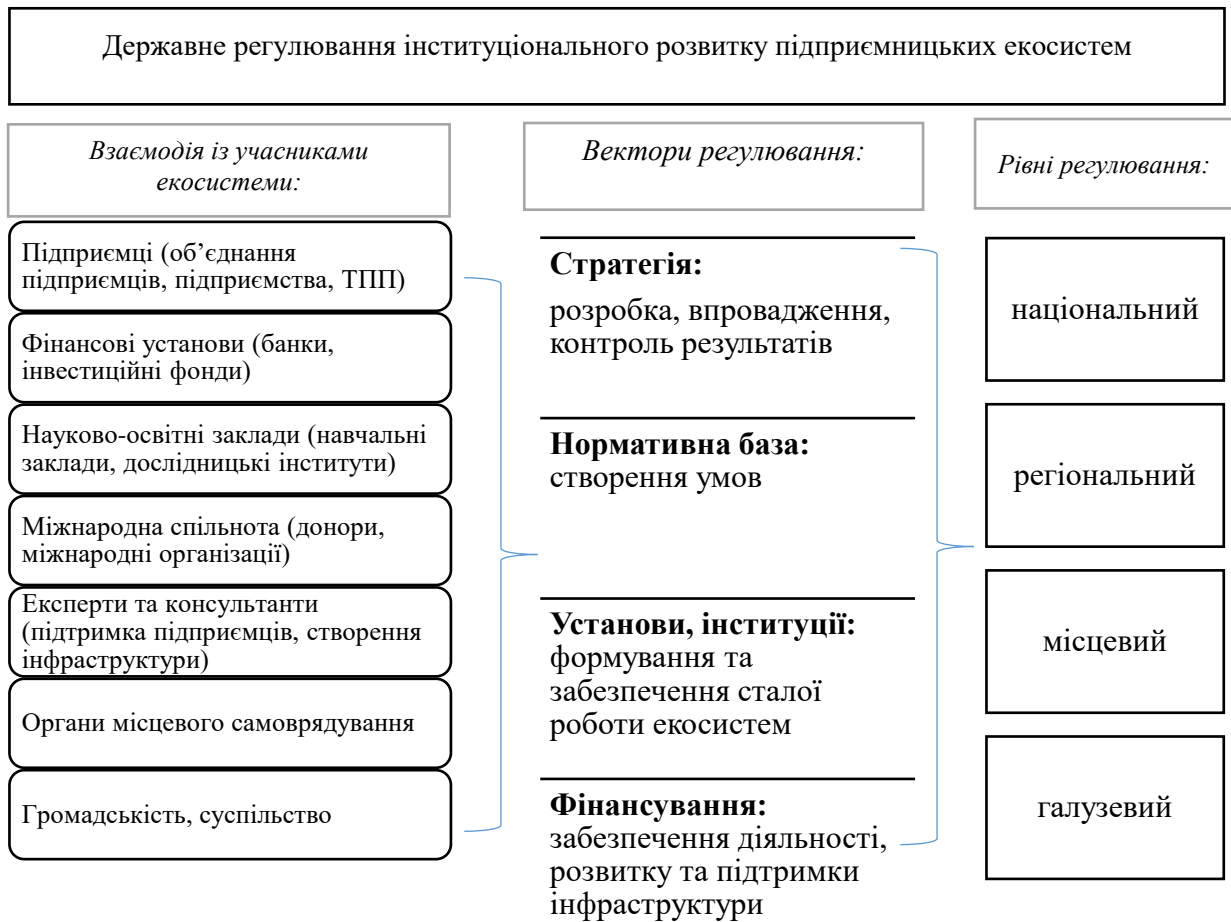 Державне регулювання інституціонального розвитку підприємницьких екосистем
Взаємодія із учасниками
екосистеми:
Підприємці (об’єднання
підприємців, підприємства, ТПП)
Фінансові установи (банки,
інвестиційні фонди)
Науково-освітні заклади (навчальні
заклади, дослідницькі інститути)
Міжнародна спільнота (донори,
міжнародні організації)
Експерти та консультанти
(підтримка підприємців, створення
інфраструктури)
Органи місцевого самоврядування
Громадськість, суспільство
Вектори регулювання:
Стратегія:
розробка, впровадження,
контроль результатів
Нормативна база:
створення умов
Установи, інституції:
формування та
забезпечення сталої
роботи екосистем
Фінансування:
забезпечення діяльності,
розвитку та підтримки
інфраструктури
Рівні регулювання:
національний
регіональний
місцевий
галузевий